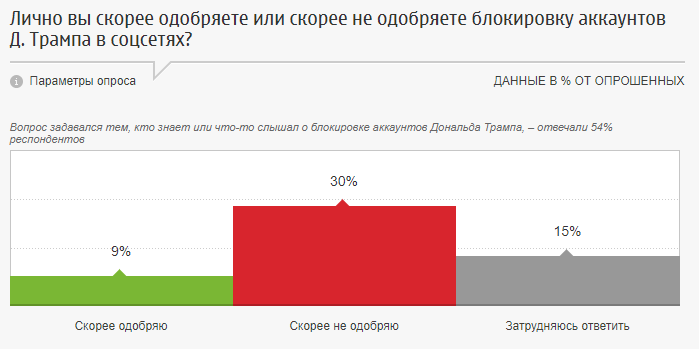 Лично вы скорее одобряете или скорее не одобряете блокировку аккаунтов
Д. Трампа в соцсетях?
Параметры опроса
ДАННЫЕ В % ОТ ОПРОШЕННЫХ
Вопрос задавался тем, кто знает или что-то слышал о блокировке аккаунтов Дональда Трампа, – отвечали 54%
респондентов
9%
30%
15%
Скорее одобряю
Скорее не одобряю
Затрудняюсь ответить